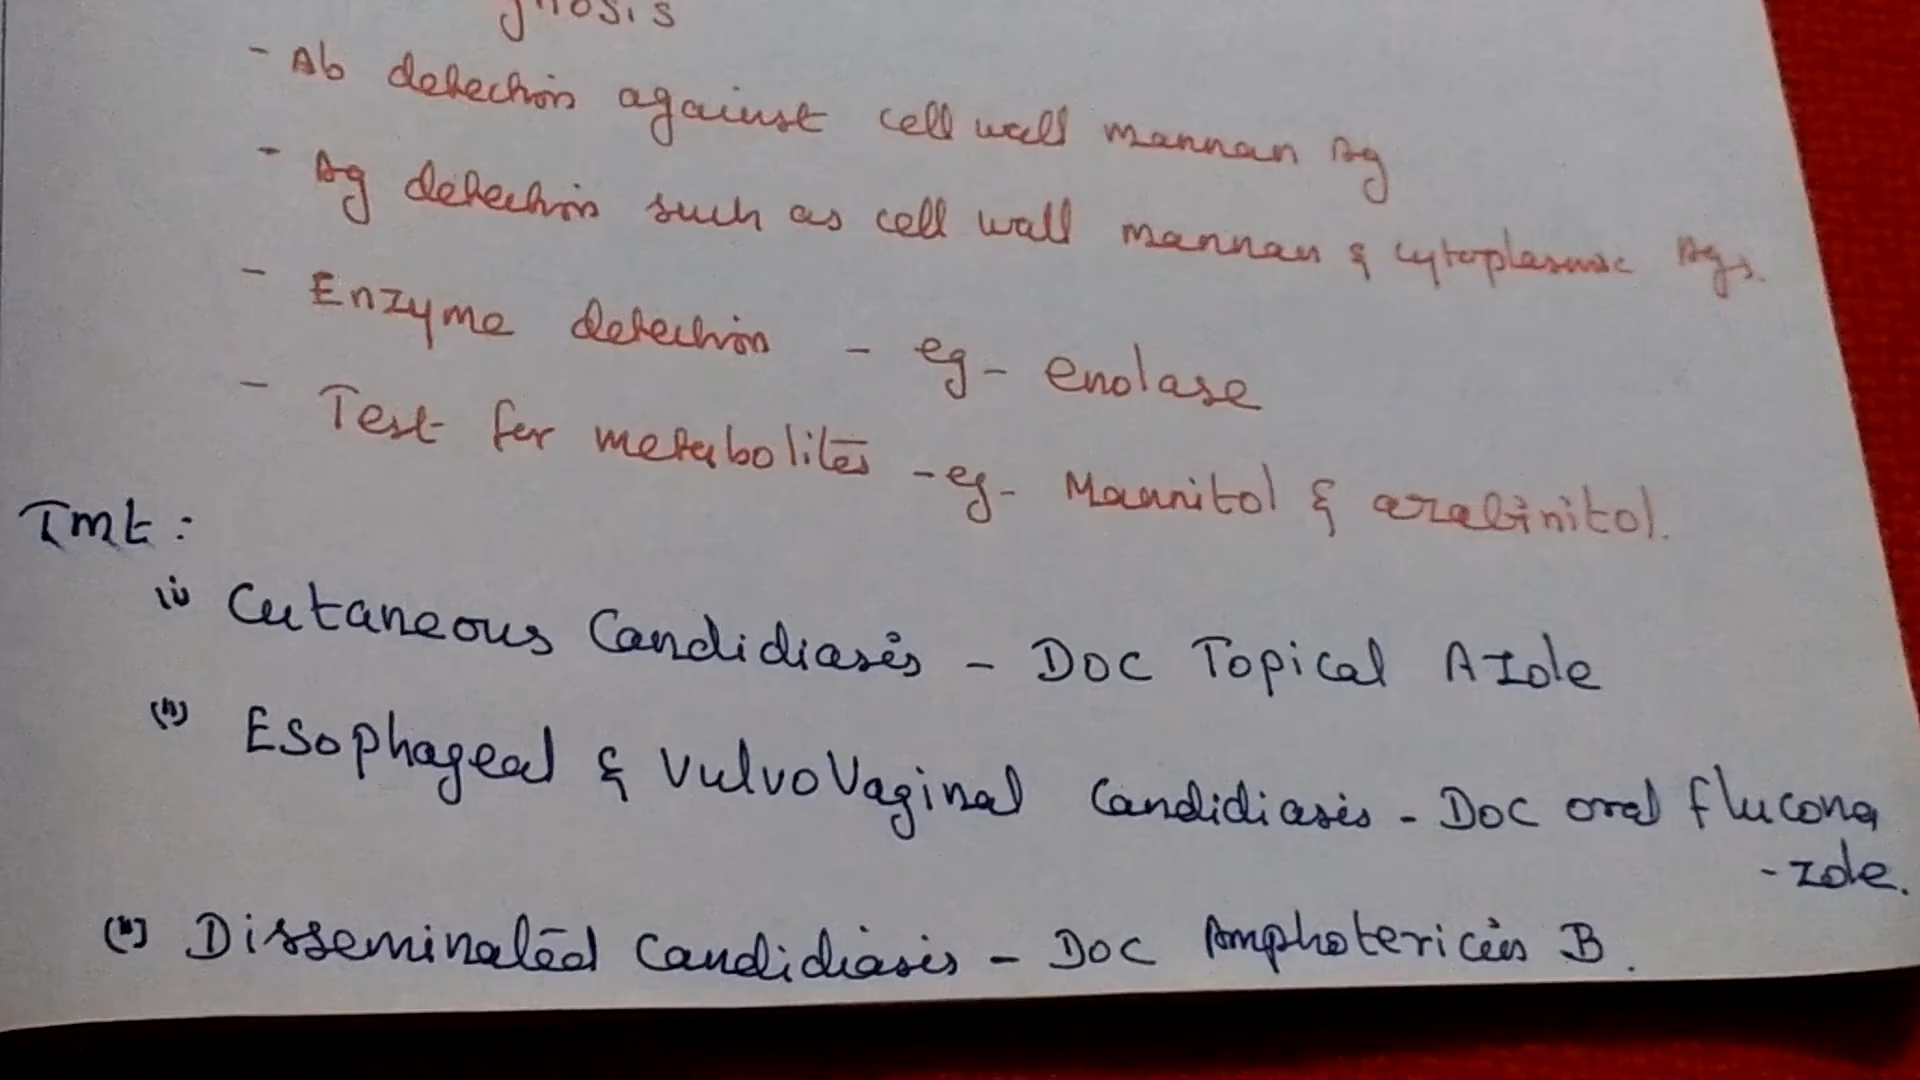 gnosis
- Ab detection against cell wall mannan Ag
- Ag detection such as cell wall mannan & cytoplasmic Ags.
- Enzyme detection - eg- enolase
- Test for metabolites - eg- Mannitol & arabinitol.
Tmt :
(i) Cutaneous Candidiasis - DOC Topical Azole
(ii) Esophageal & VulvoVaginal Candidiasis - DOC oral flucona
-zole.
(iii) Disseminated Candidiasis - DOC Amphotericin B.